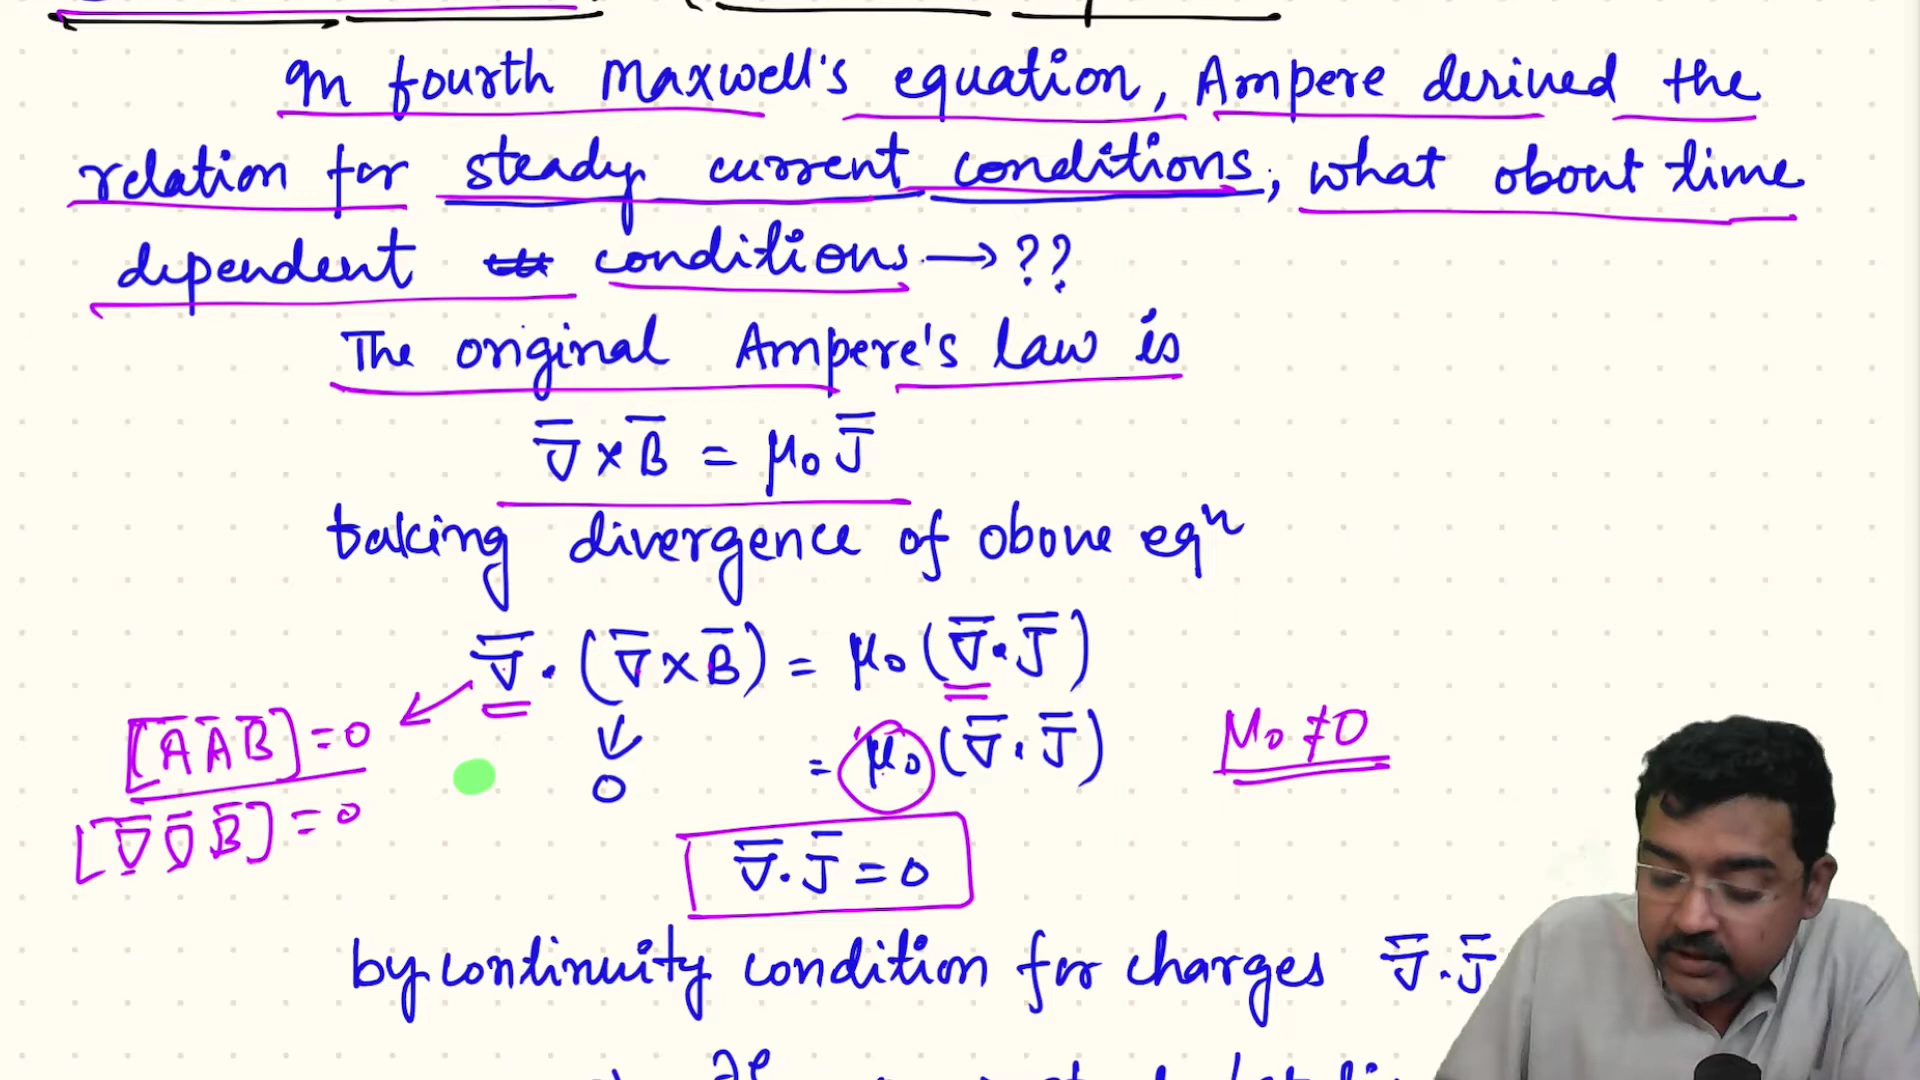 In fourth Maxwell's equation, Ampere derived the
relation for steady current conditions, what about time
dependent conditions → ??
The original Ampere's law is
∇̄ × B̄ = μ₀ J̄
taking divergence of above eqⁿ
∇̄ . (∇̄ × B̄) = μ₀ (∇̄ . J̄)
[Ā Ā B̄] = 0
↓
0 = μ₀ (∇̄ . J̄)
μ₀ ≠ 0
[∇̄ ∇̄ B̄] = 0
∇̄ . J̄ = 0
by continuity condition for charges ∇̄ . J̄
∂ρ